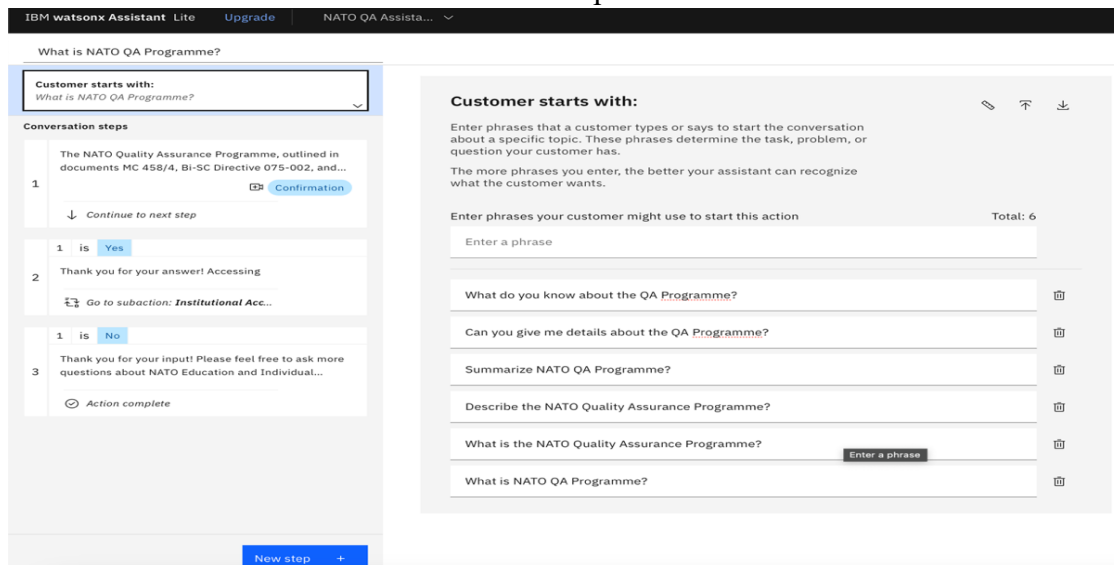 IBM watsonx Assistant Lite Upgrade NATO QA Assista...
What is NATO QA Programme?
Customer starts with:
What is NATO QA Programme?
Conversation steps
1
The NATO Quality Assurance Programme, outlined in
documents MC 458/4, Bi-SC Directive 075-002, and...
Confirmation
Continue to next step
2
1 is Yes
Thank you for your answer! Accessing
Go to subaction: Institutional Acc...
3
1 is No
Thank you for your input! Please feel free to ask more
questions about NATO Education and Individual...
Action complete
New step +
Customer starts with:
Enter phrases that a customer types or says to start the conversation
about a specific topic. These phrases determine the task, problem, or
question your customer has.
The more phrases you enter, the better your assistant can recognize
what the customer wants.
Enter phrases your customer might use to start this action Total: 6
Enter a phrase
What do you know about the QA Programme?
Can you give me details about the QA Programme?
Summarize NATO QA Programme?
Describe the NATO Quality Assurance Programme?
What is the NATO Quality Assurance Programme?
Enter a phrase
What is NATO QA Programme?